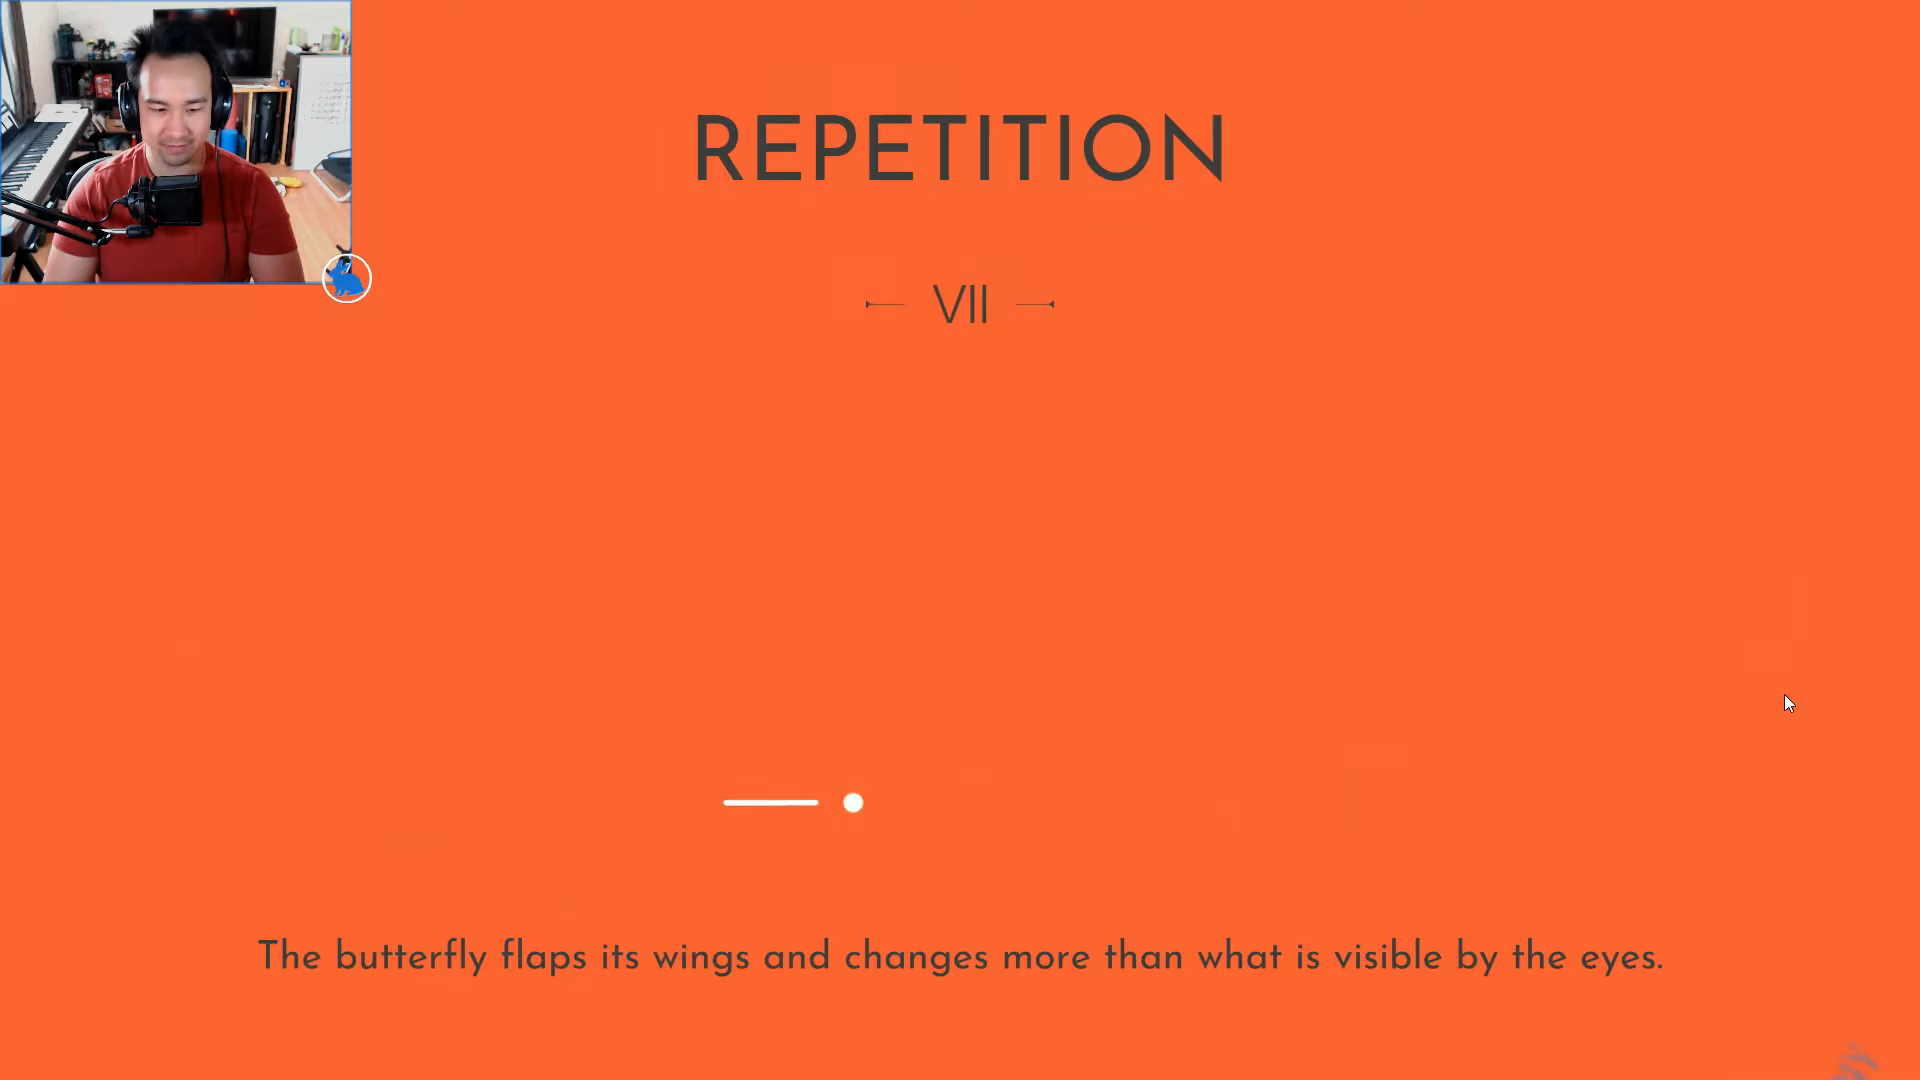 REPETITION
VII
The butterfly flaps its wings and changes more than what is visible by the eyes.